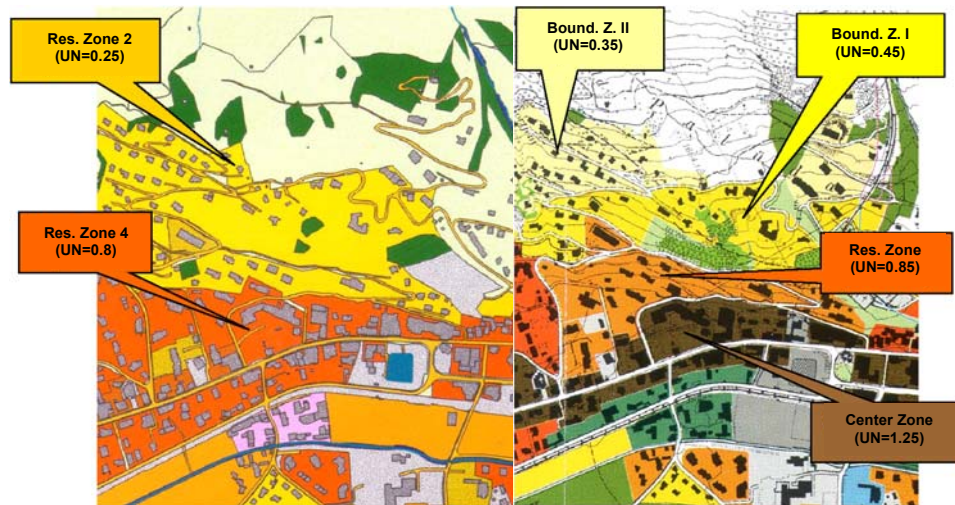 Res. Zone 2
(UN=0.25)
Res. Zone 4
(UN=0.8)
Bound. Z. II
(UN=0.35)
Bound. Z. I
(UN=0.45)
Res. Zone
(UN=0.85)
Center Zone
(UN=1.25)